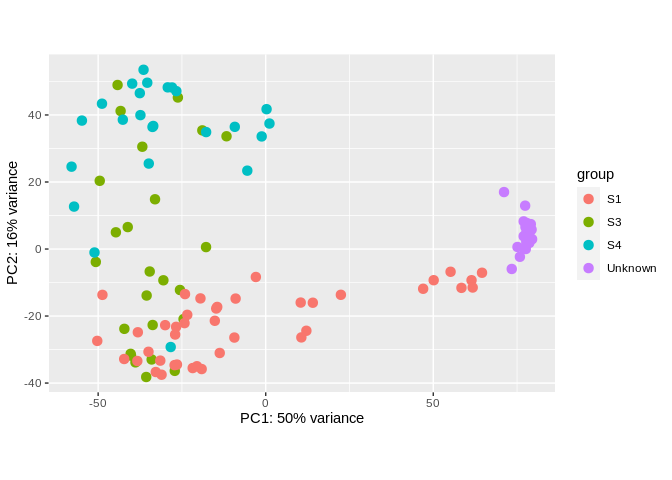 40
20
0
-20
-40
-50
0
50
PC1: 50% variance
PC2: 16% variance
group
S1
S3
S4
Unknown